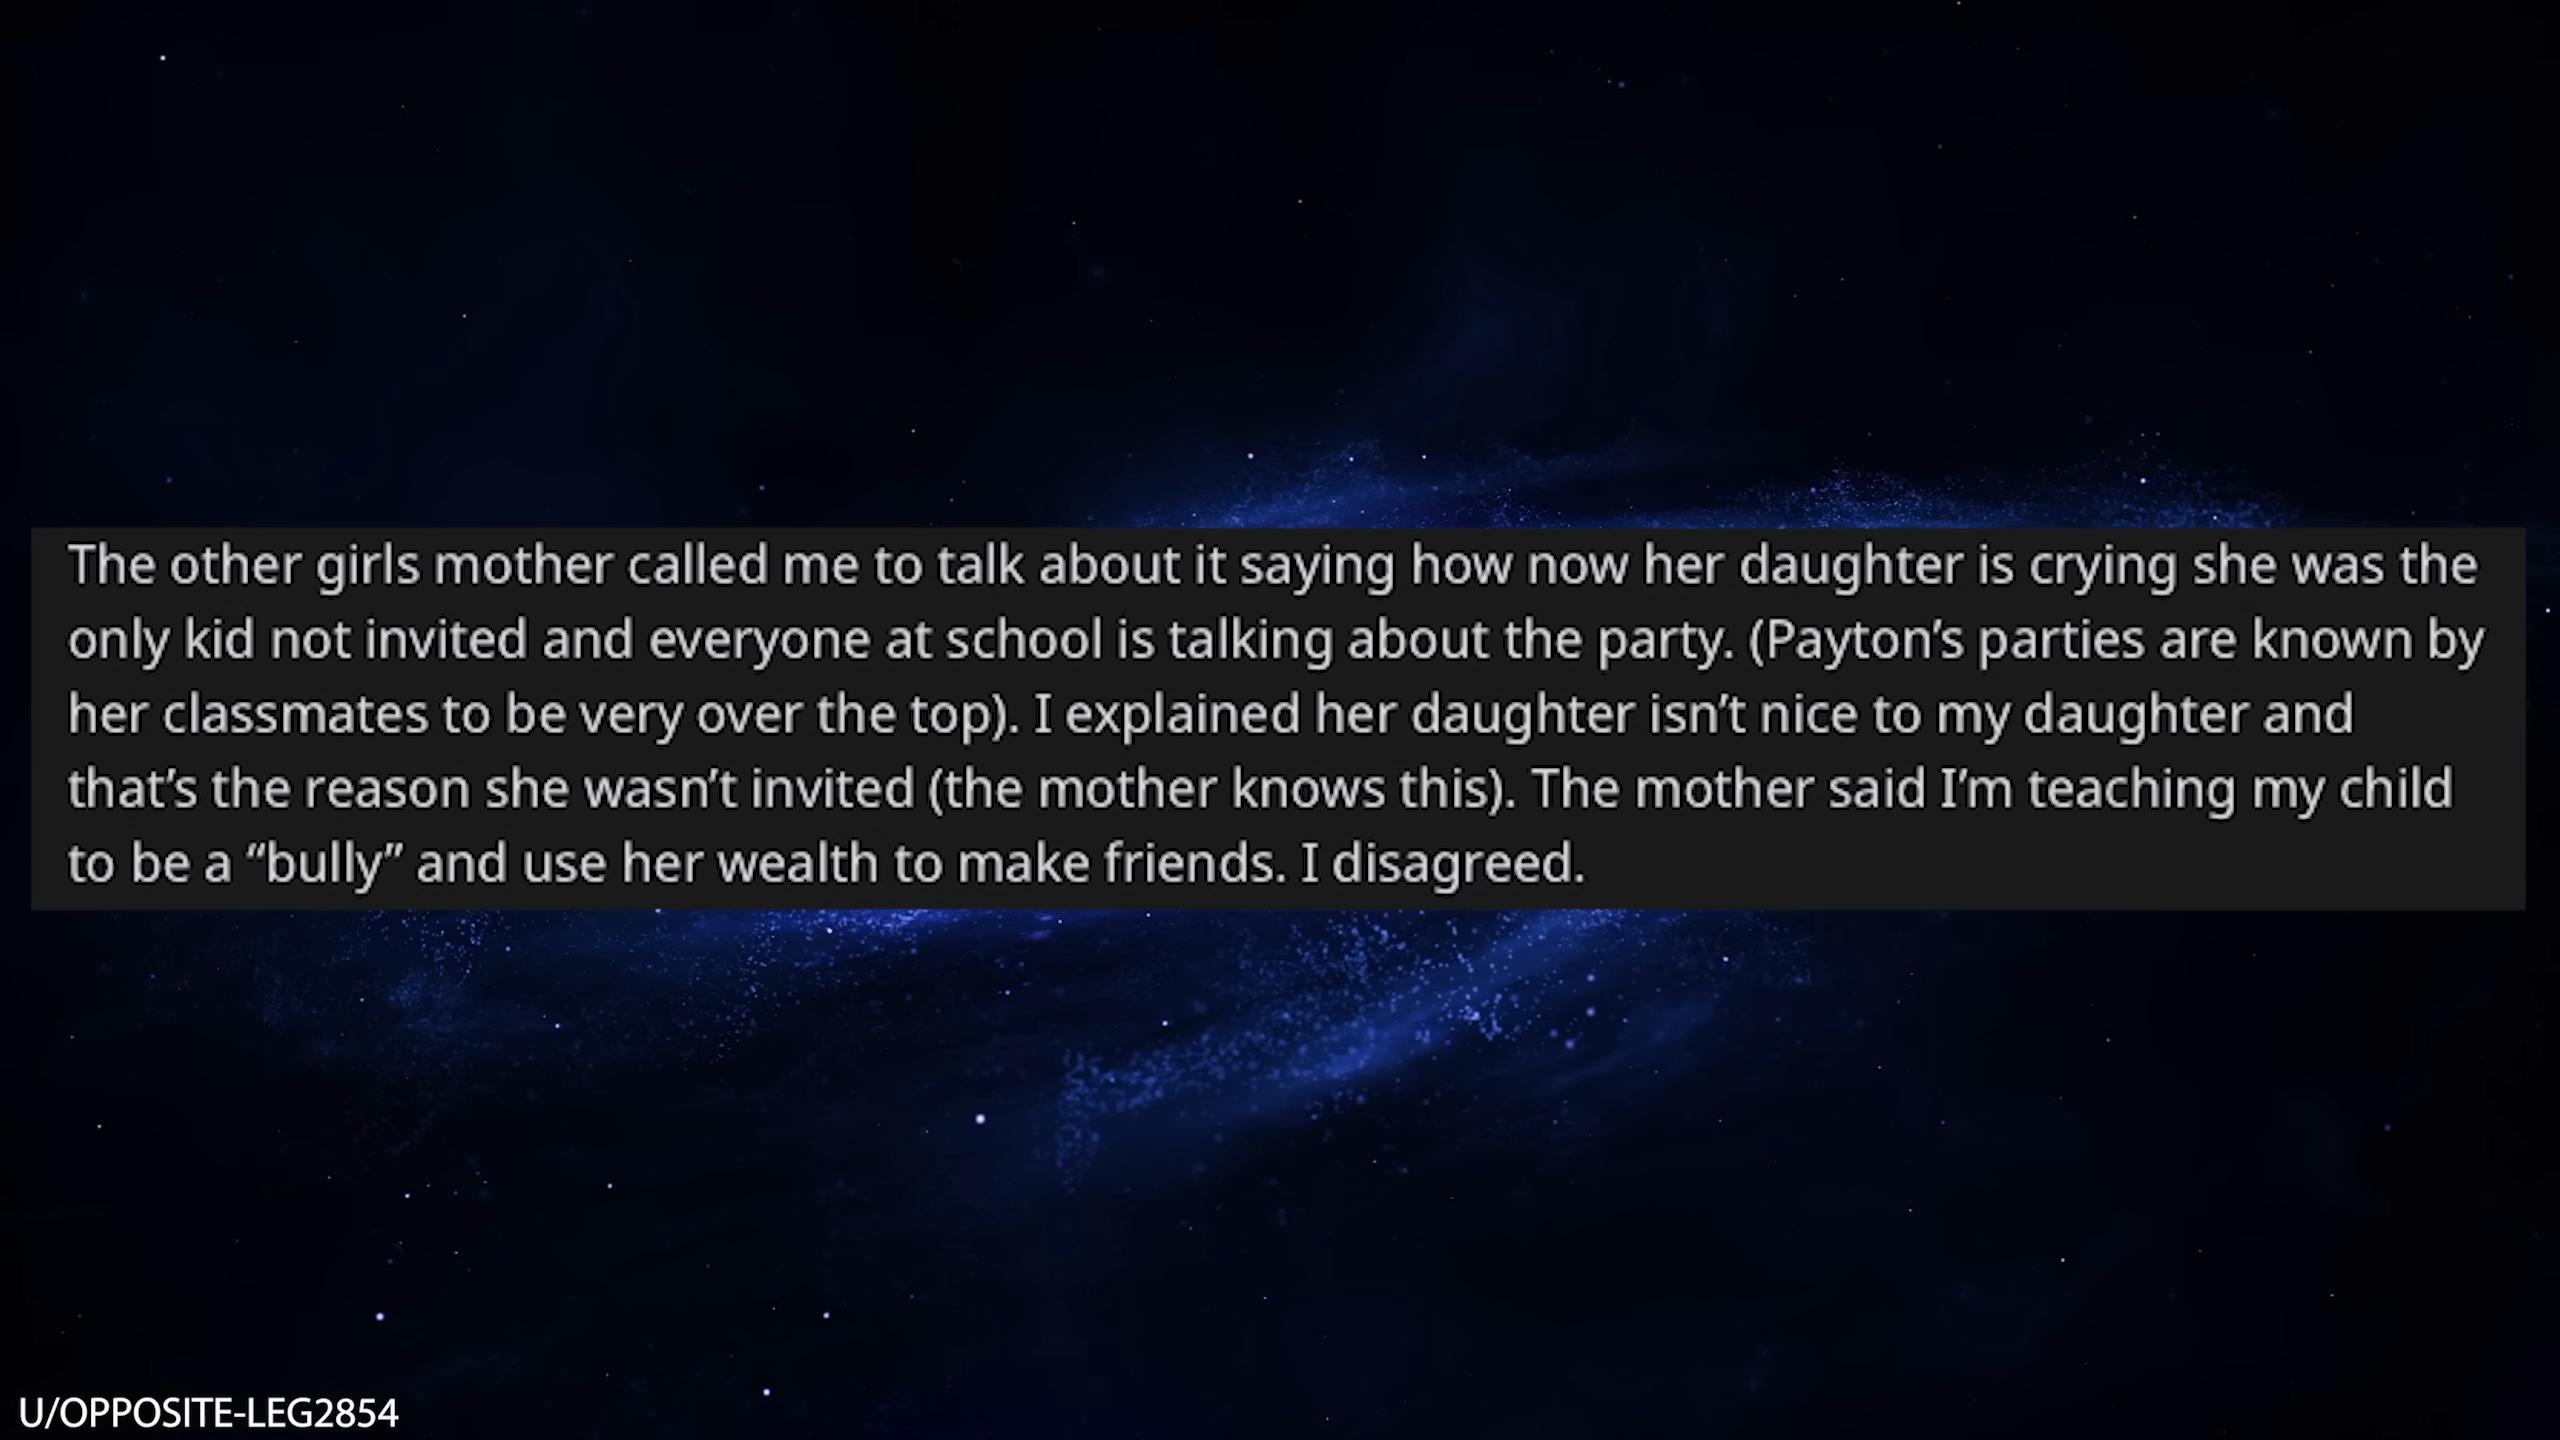 The other girls mother called me to talk about it saying how now her daughter is crying she was the
only kid not invited and everyone at school is talking about the party. (Payton’s parties are known by
her classmates to be very over the top). I explained her daughter isn’t nice to my daughter and
that’s the reason she wasn’t invited (the mother knows this). The mother said I’m teaching my child
to be a “bully” and use her wealth to make friends. I disagreed.
U/OPPOSITE-LEG2854